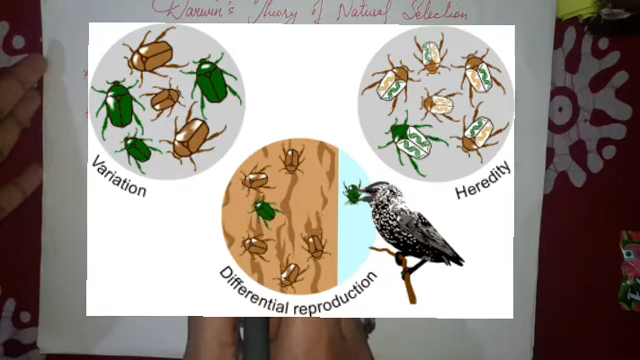 Darwin's Theory of Natural Selection
Variation
Heredity
Differential reproduction